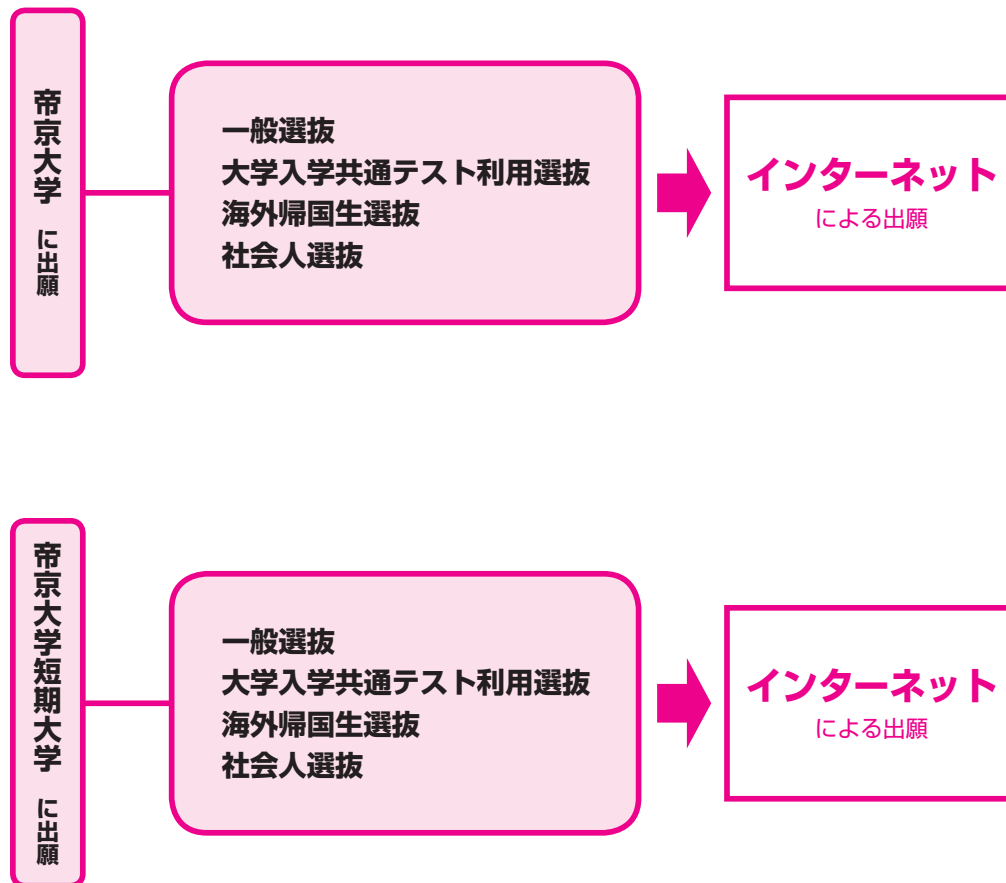 帝京大学 に出願
一般選抜
大学入学共通テスト利用選抜
海外帰国生選抜
社会人選抜
インターネット
による出願
帝京大学短期大学 に出願
一般選抜
大学入学共通テスト利用選抜
海外帰国生選抜
社会人選抜
インターネット
による出願